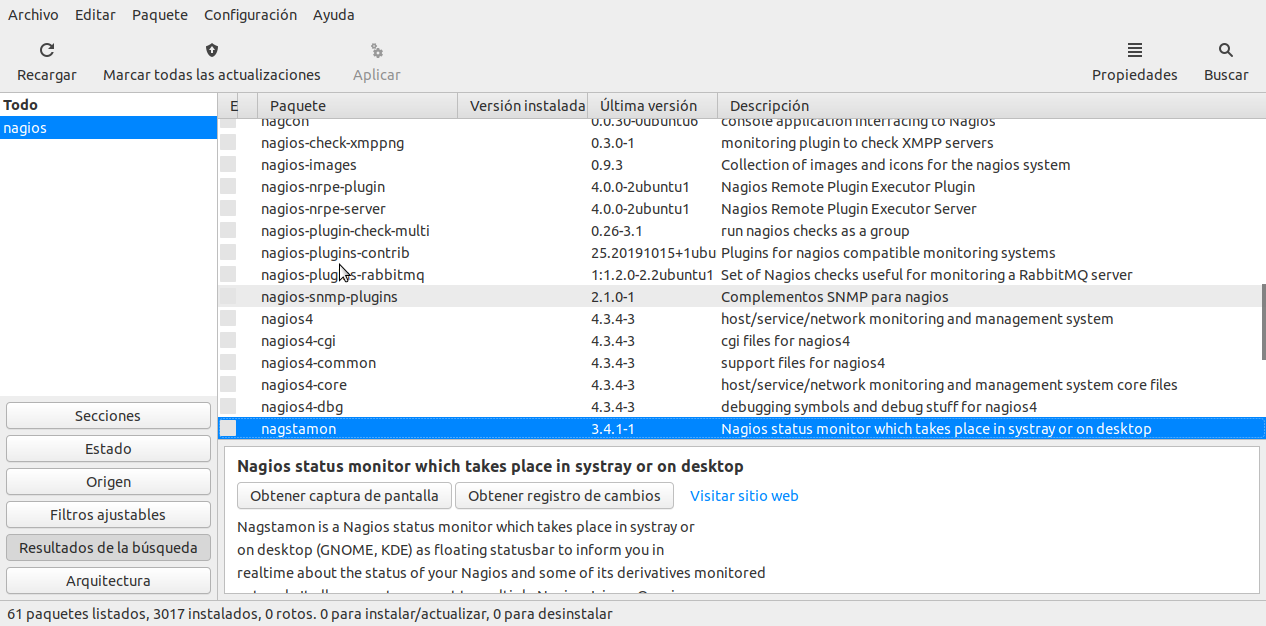 Archivo Editar Paquete Configuración Ayuda
Recargar Marcar todas las actualizaciones Aplicar Propiedades Buscar
Todo
nagios
Secciones
Estado
Origen
Filtros ajustables
Resultados de la búsqueda
Arquitectura
E Paquete Versión instalada Última versión Descripción
nagcon 0.0.30-0ubuntu6 console application interfacing to Nagios
nagios-check-xmppng 0.3.0-1 monitoring plugin to check XMPP servers
nagios-images 0.9.3 Collection of images and icons for the nagios system
nagios-nrpe-plugin 4.0.0-2ubuntu1 Nagios Remote Plugin Executor Plugin
nagios-nrpe-server 4.0.0-2ubuntu1 Nagios Remote Plugin Executor Server
nagios-plugin-check-multi 0.26-3.1 run nagios checks as a group
nagios-plugins-contrib 25.20191015+1ubu Plugins for nagios compatible monitoring systems
nagios-plugins-rabbitmq 1:1.2.0-2.2ubuntu1 Set of Nagios checks useful for monitoring a RabbitMQ server
nagios-snmp-plugins 2.1.0-1 Complementos SNMP para nagios
nagios4 4.3.4-3 host/service/network monitoring and management system
nagios4-cgi 4.3.4-3 cgi files for nagios4
nagios4-common 4.3.4-3 support files for nagios4
nagios4-core 4.3.4-3 host/service/network monitoring and management system core files
nagios4-dbg 4.3.4-3 debugging symbols and debug stuff for nagios4
nagstamon 3.4.1-1 Nagios status monitor which takes place in systray or on desktop
Nagios status monitor which takes place in systray or on desktop
Obtener captura de pantalla Obtener registro de cambios Visitar sitio web
Nagstamon is a Nagios status monitor which takes place in systray or
on desktop (GNOME, KDE) as floating statusbar to inform you in
realtime about the status of your Nagios and some of its derivatives monitored
61 paquetes listados, 3017 instalados, 0 rotos. 0 para instalar/actualizar, 0 para desinstalar